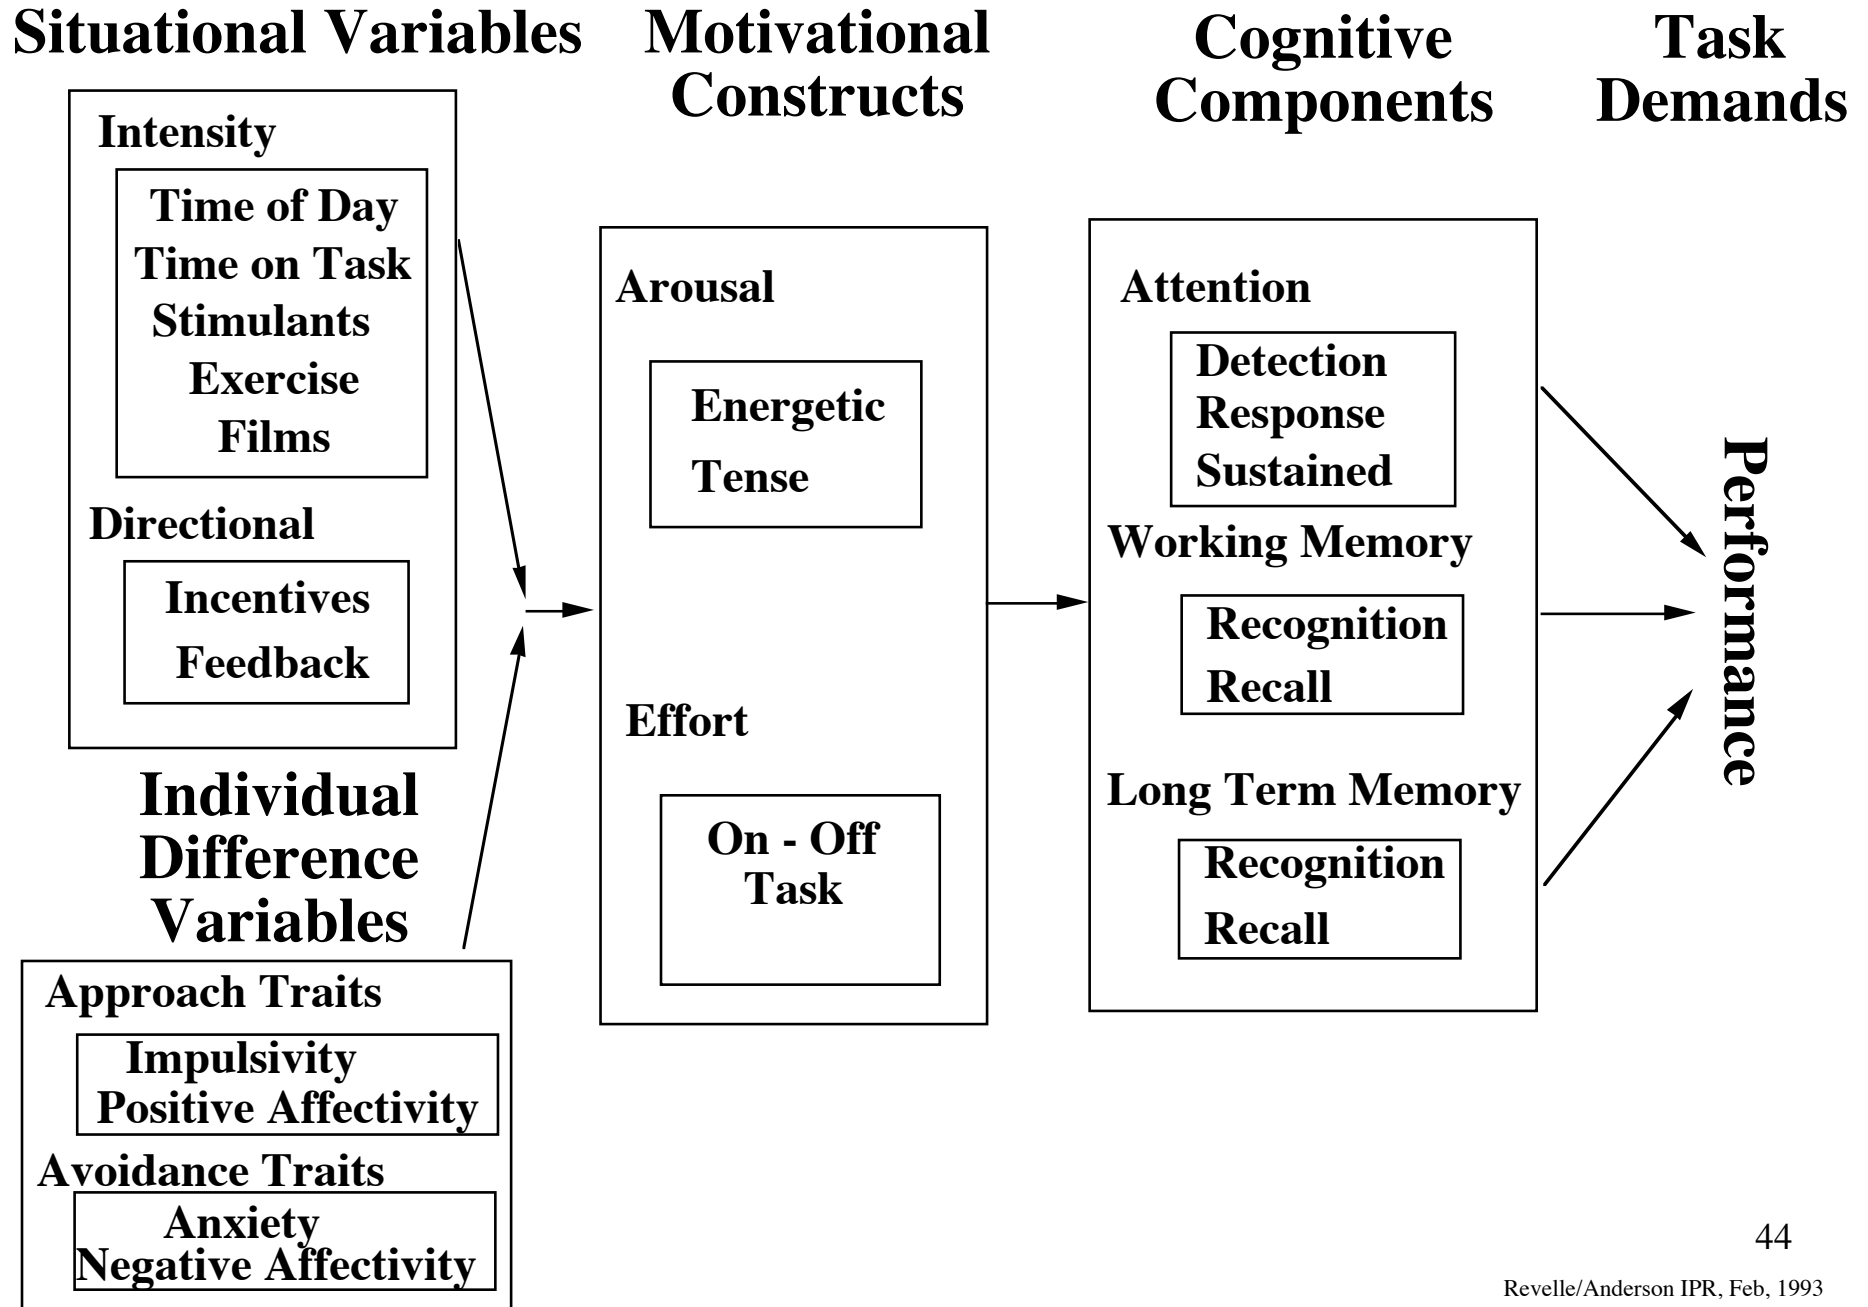 Situational Variables
Intensity
Time of Day
Time on Task
Stimulants
Exercise
Films
Directional
Incentives
Feedback
Individual
Difference
Variables
Approach Traits
Impulsivity
Positive Affectivity
Avoidance Traits
Anxiety
Negative Affectivity
Motivational
Constructs
Arousal
Energetic
Tense
Effort
On - Off
Task
Cognitive
Components
Attention
Detection
Response
Sustained
Working Memory
Recognition
Recall
Long Term Memory
Recognition
Recall
Task
Demands
Performance
44
Revelle/Anderson IPR, Feb, 1993